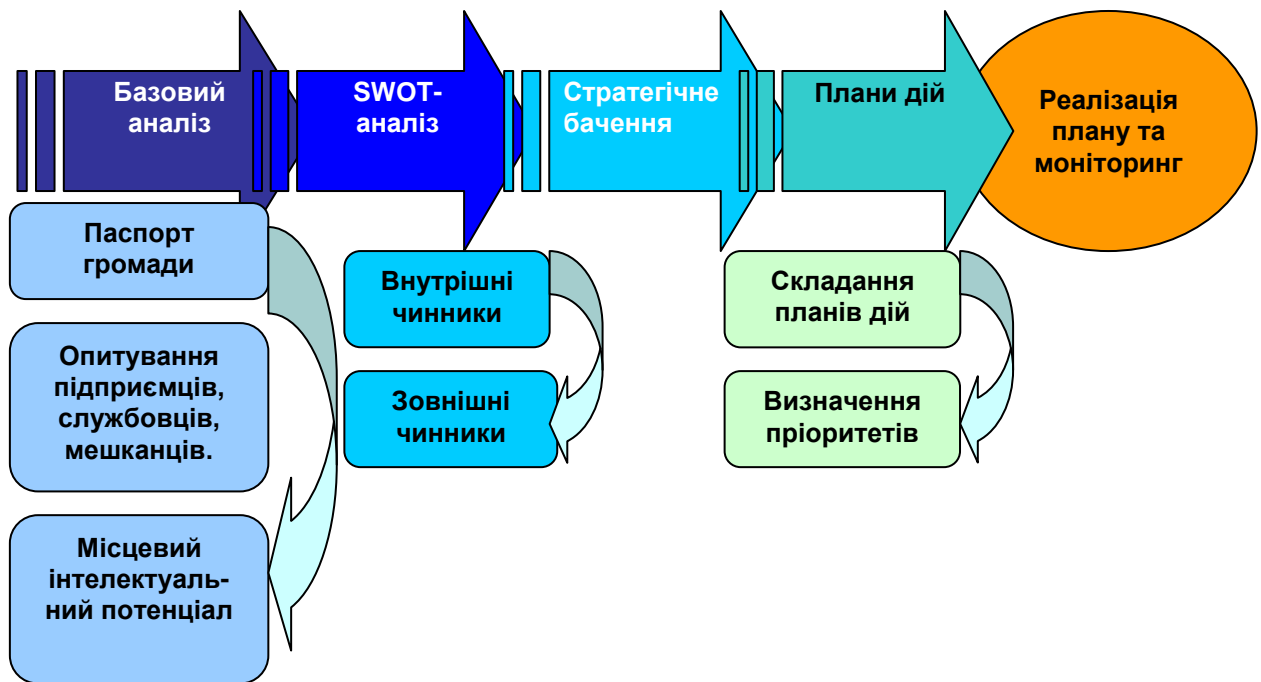 Базовий
аналіз
SWOT-
аналіз
Стратегічне
бачення
Плани дій
Реалізація
плану та
моніторинг
Паспорт
громади
Опитування
підприємців,
службовців,
мешканців.
Місцевий
інтелектуаль-
ний потенціал
Внутрішні
чинники
Зовнішні
чинники
Складання
планів дій
Визначення
пріоритетів